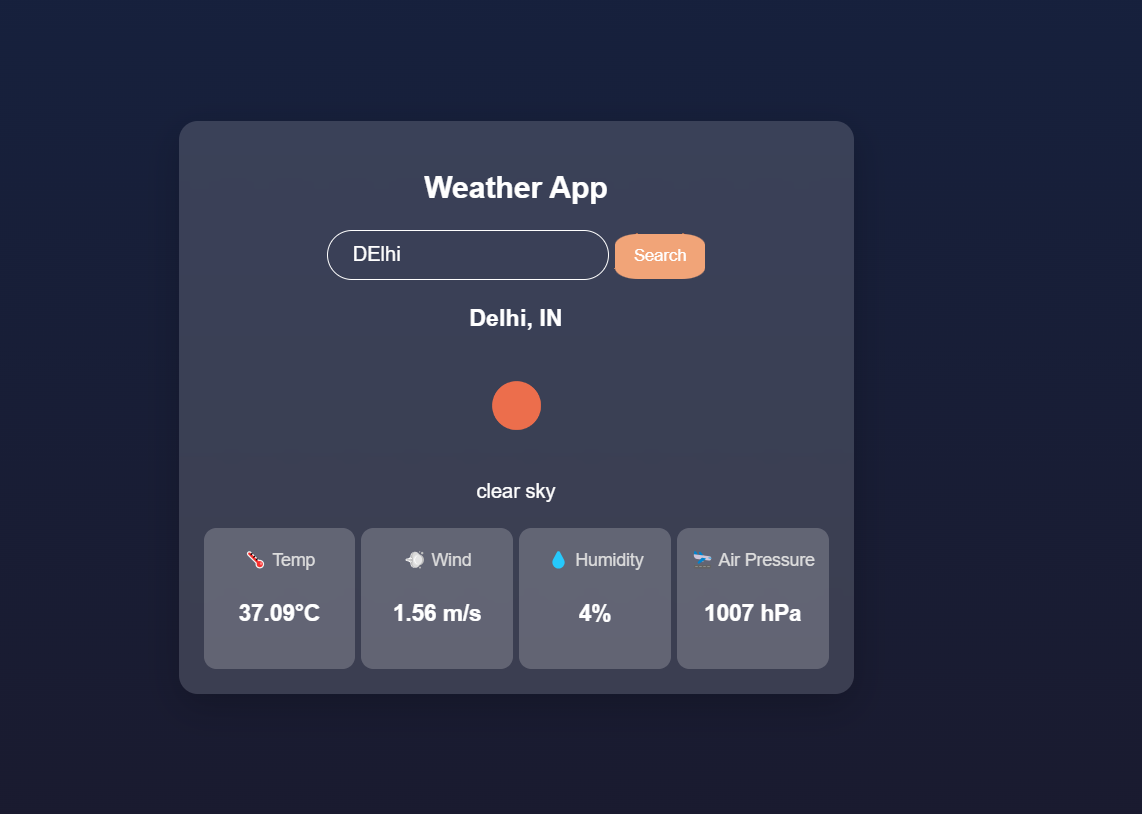 Weather App
DElhi
Search
Delhi, IN
clear sky
Temp
Wind
Humidity
Air Pressure
37.09°C
1.56 m/s
4%
1007 hPa